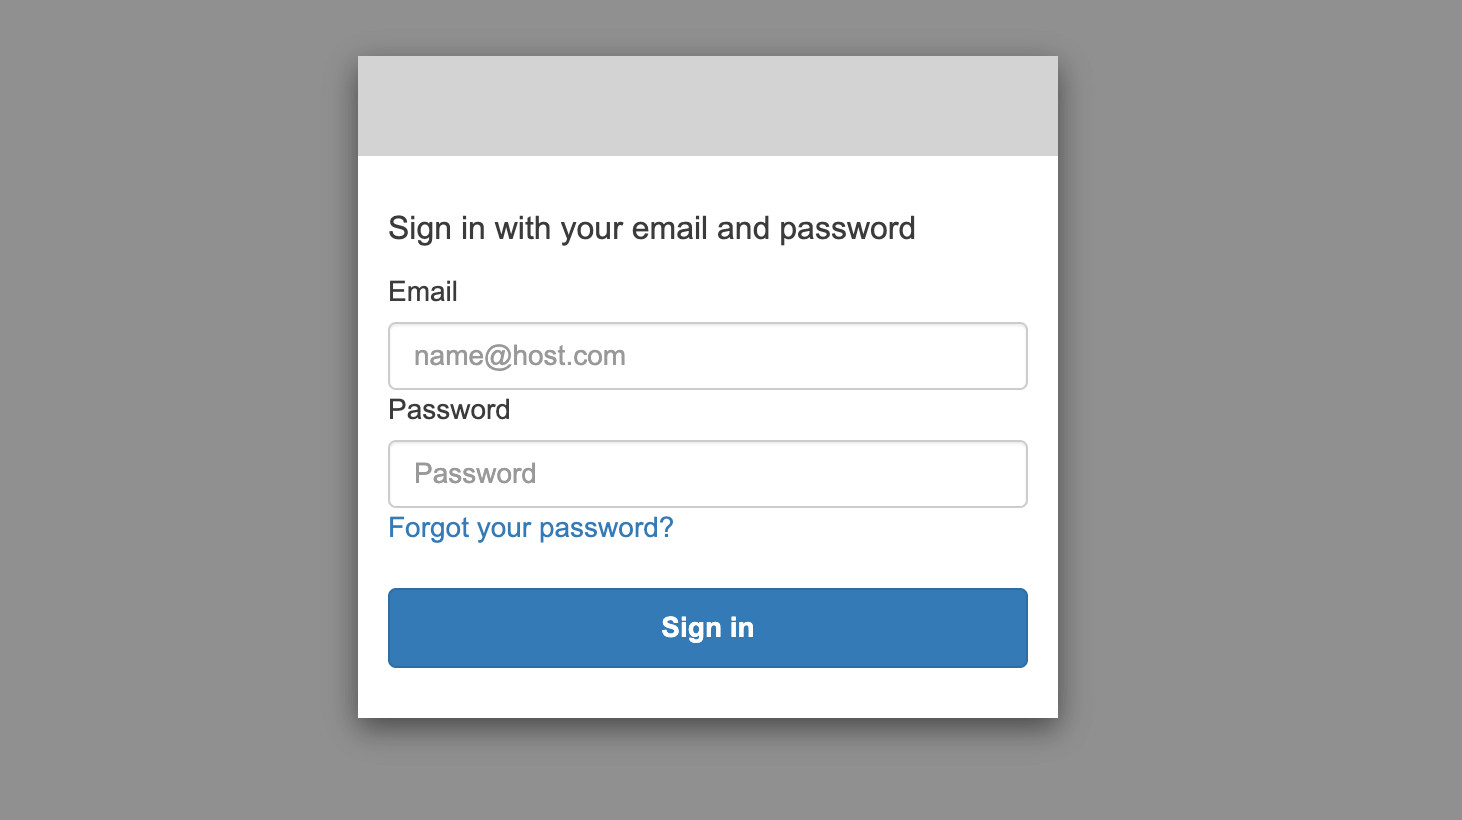 Sign in with your email and password
Email
name@host.com
Password
Password
Forgot your password?
Sign in